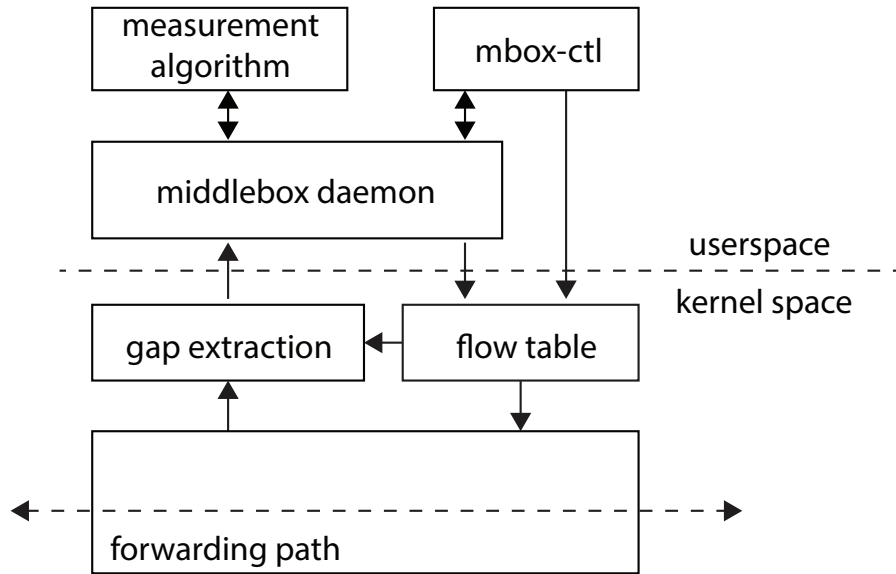 measurement
algorithm
mbox-ctl
middlebox daemon
userspace
kernel space
gap extraction
flow table
forwarding path